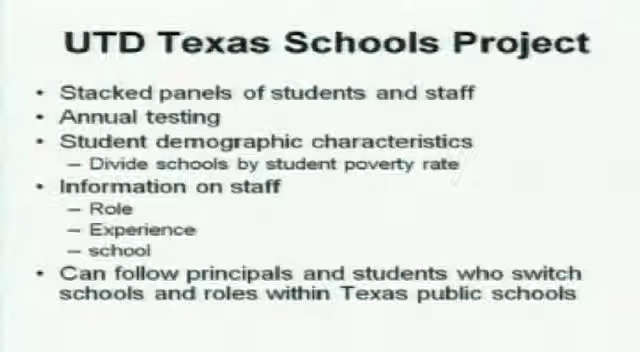 UTD Texas Schools Project
• Stacked panels of students and staff
• Annual testing
• Student demographic characteristics
– Divide schools by student poverty rate
• Information on staff
– Role
– Experience
– school
• Can follow principals and students who switch
schools and roles within Texas public schools